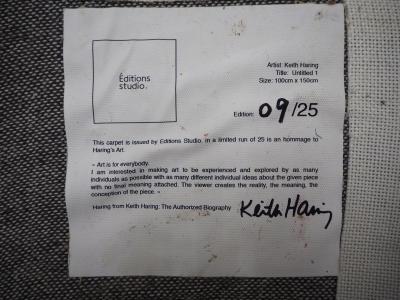 Éditions
studio.
Artist: Keith Haring
Title: Untitled 1
Size: 100cm x 150cm
Edition: 09/25
This carpet is issued by Editions Studio, in a limited run of 25 is an hommage to
Haring's Art.
« Art is for everybody.
I am interested in making art to be experienced and explored by as many
individuals as possible with as many different individual ideas about the given piece
with no final meaning attached. The viewer creates the reality, the meaning, the
conception of the piece. »
Haring from Keith Haring: The Authorized Biography
Keith Haring